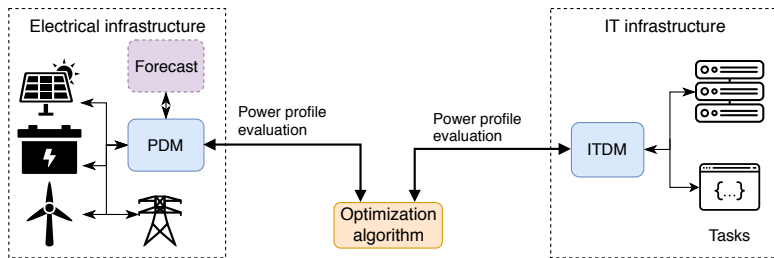 Electrical infrastructure
Forecast
PDM
Power profile
evaluation
Optimization
algorithm
Power profile
evaluation
IT infrastructure
ITDM
{...}
Tasks